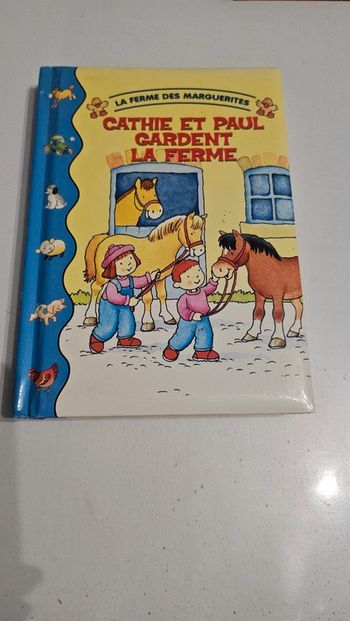 LA FERME DES MARGUERITES
CATHIE ET PAUL
GARDENT
LA FERME